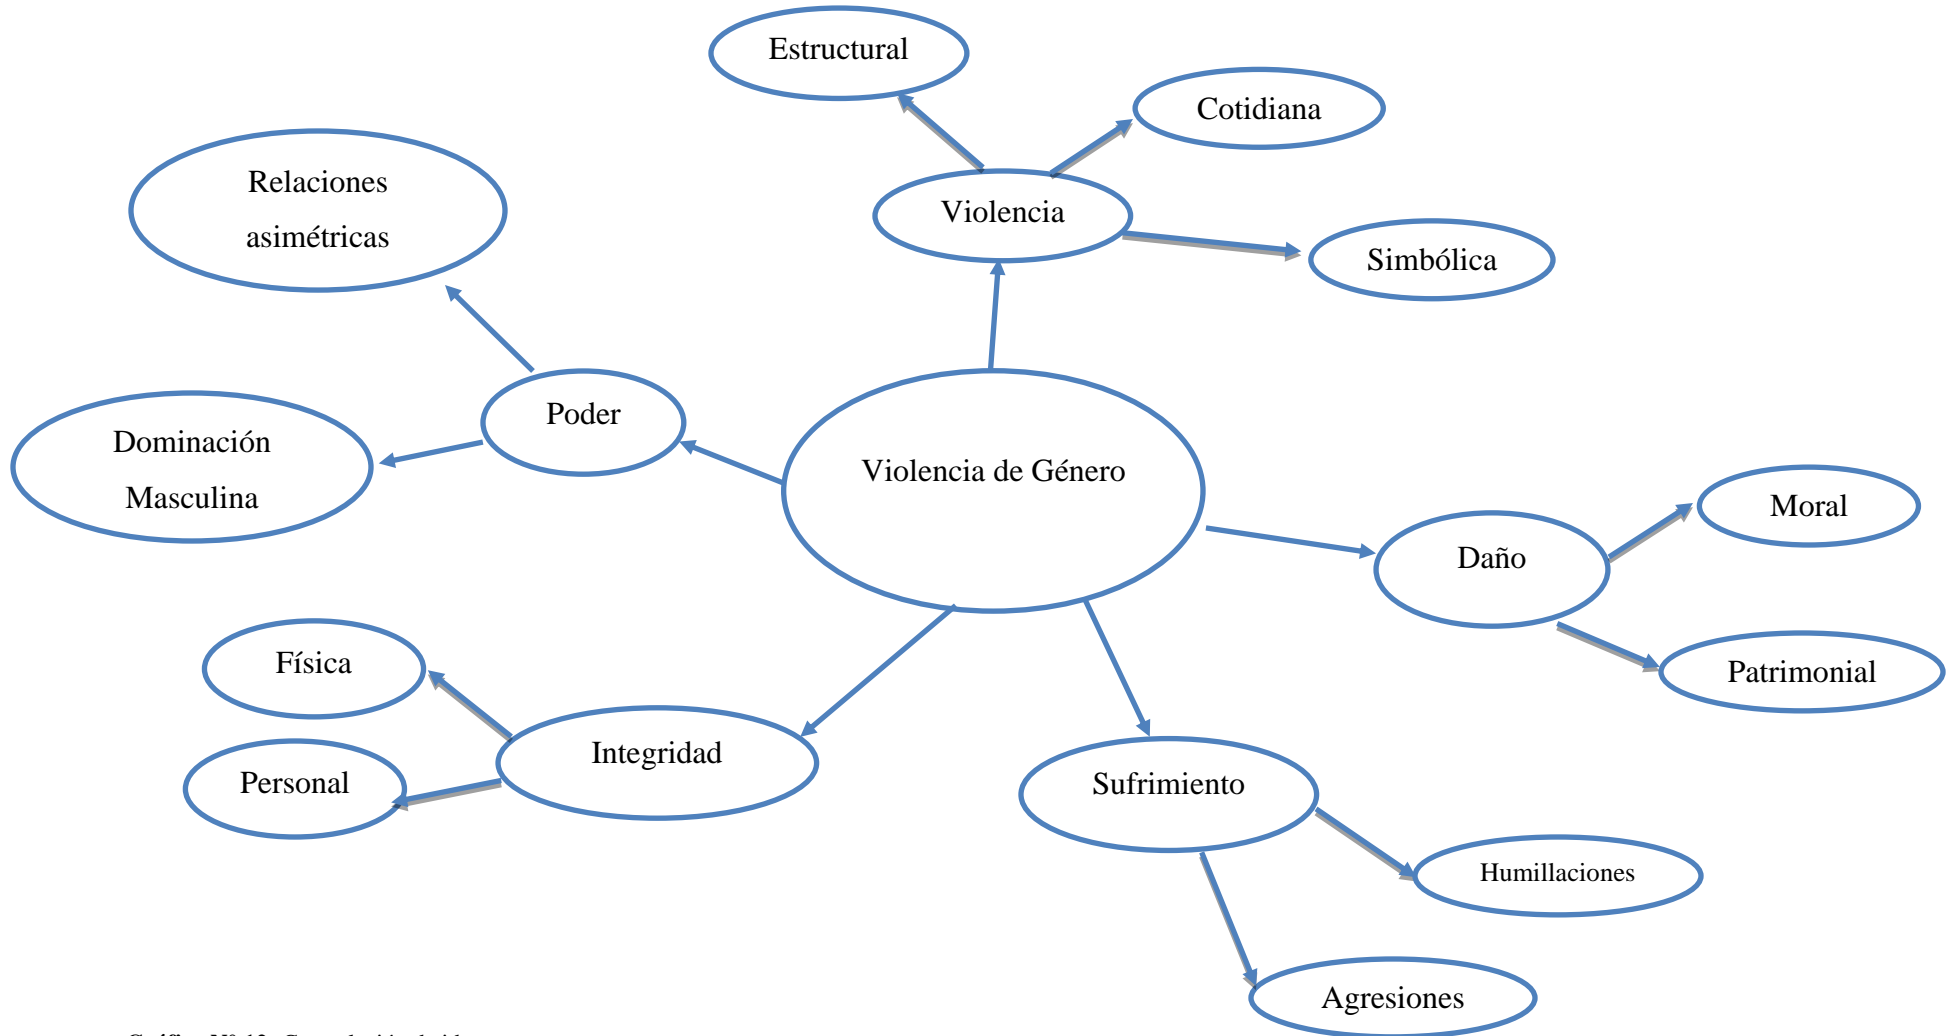 Estructural
Cotidiana
Relaciones
asimétricas
Violencia
Simbólica
Poder
Dominación
Masculina
Violencia de Género
Moral
Daño
Patrimonial
Física
Integridad
Personal
Sufrimiento
Humillaciones
Agresiones